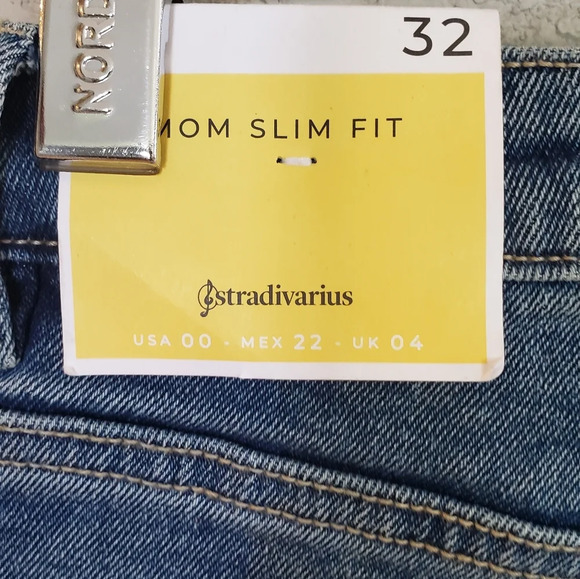 NORD
32
MOM SLIM FIT
stradivarius
USA 00 - MEX 22 - UK 04